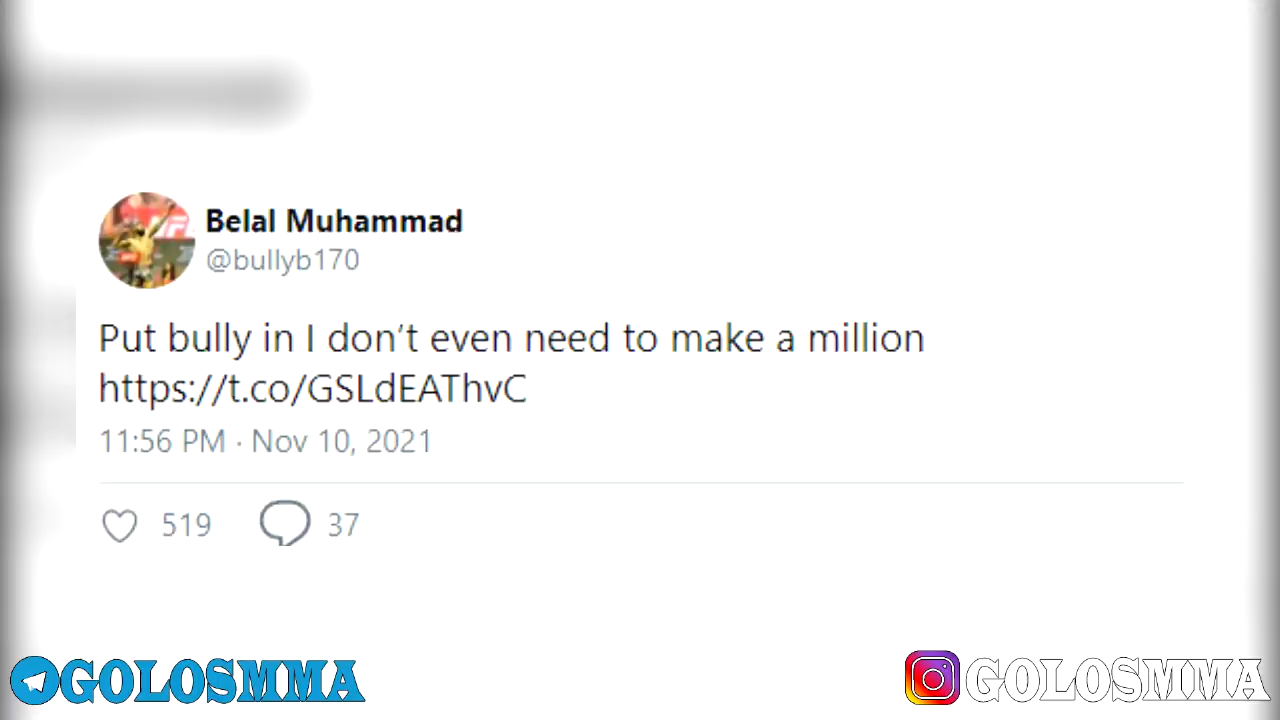 Belal Muhammad
@bullyb170
Put bully in I don’t even need to make a million
https://t.co/GSLdEAThvC
11:56 PM · Nov 10, 2021
519 37
GOLOSMMA GOLOSMMA